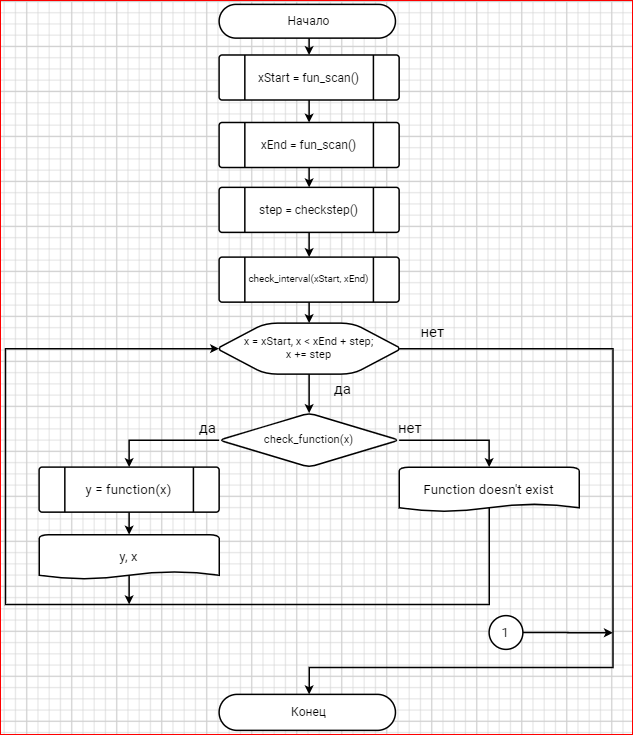 Начало
xStart = fun_scan()
xEnd = fun_scan()
step = checkstep()
check_interval(xStart, xEnd)
x = xStart, x < xEnd + step;
x += step
нет
да
check_function(x)
да
нет
y = function(x)
Function doesn't exist
y, x
1
Конец